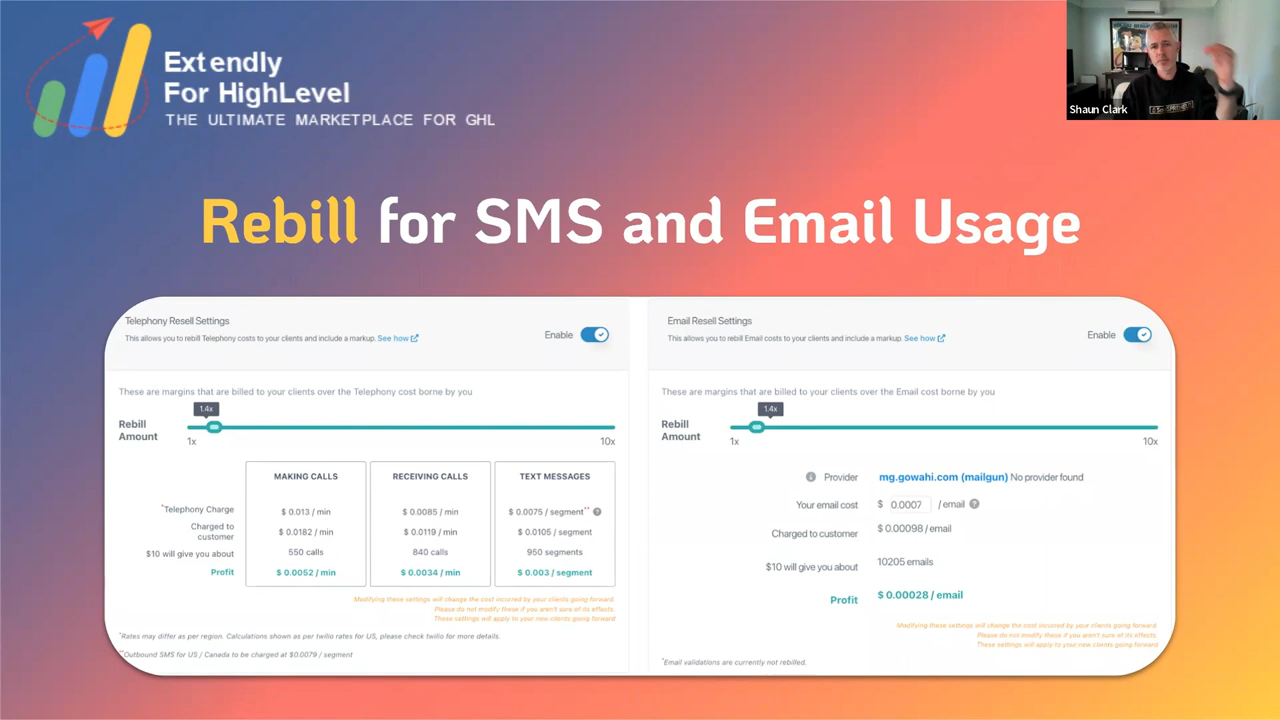 Extendly
For HighLevel
THE ULTIMATE MARKETPLACE FOR GHL
Shaun Clark
Rebill for SMS and Email Usage
Telephony Resell Settings
This allows you to rebill Telephony costs to your clients and include a markup. See how
Enable
These are margins that are billed to your clients over the Telephony cost borne by you
1.4x
Rebill
Amount
1x
10x
MAKING CALLS
RECEIVING CALLS
TEXT MESSAGES
*Telephony Charge
$ 0.013 / min
$ 0.0085 / min
$ 0.0075 / segment**
Charged to
customer
$ 0.0182 / min
$ 0.0119 / min
$ 0.0105 / segment
$10 will give you about
550 calls
840 calls
950 segments
Profit
$ 0.0052 / min
$ 0.0034 / min
$ 0.003 / segment
Modifying these settings will change the cost incurred by your clients going forward.
Please do not modify these if you aren't sure of its effects.
These settings will apply to your new clients going forward
*Rates may differ as per region. Calculations shown as per twilio rates for US, please check twilio for more details.
**Outbound SMS for US / Canada to be charged at $0.0079 / segment
Email Resell Settings
This allows you to rebill Email costs to your clients and include a markup. See how
Enable
These are margins that are billed to your clients over the Email cost borne by you
1.4x
Rebill
Amount
1x
10x
Provider
mg.gowahi.com (mailgun) No provider found
Your email cost
$ 0.0007 / email
Charged to customer
$ 0.00098 / email
$10 will give you about
10205 emails
Profit
$ 0.00028 / email
Modifying these settings will change the cost incurred by your clients going forward.
Please do not modify these if you aren't sure of its effects.
These settings will apply to your new clients going forward
*Email validations are currently not rebilled.